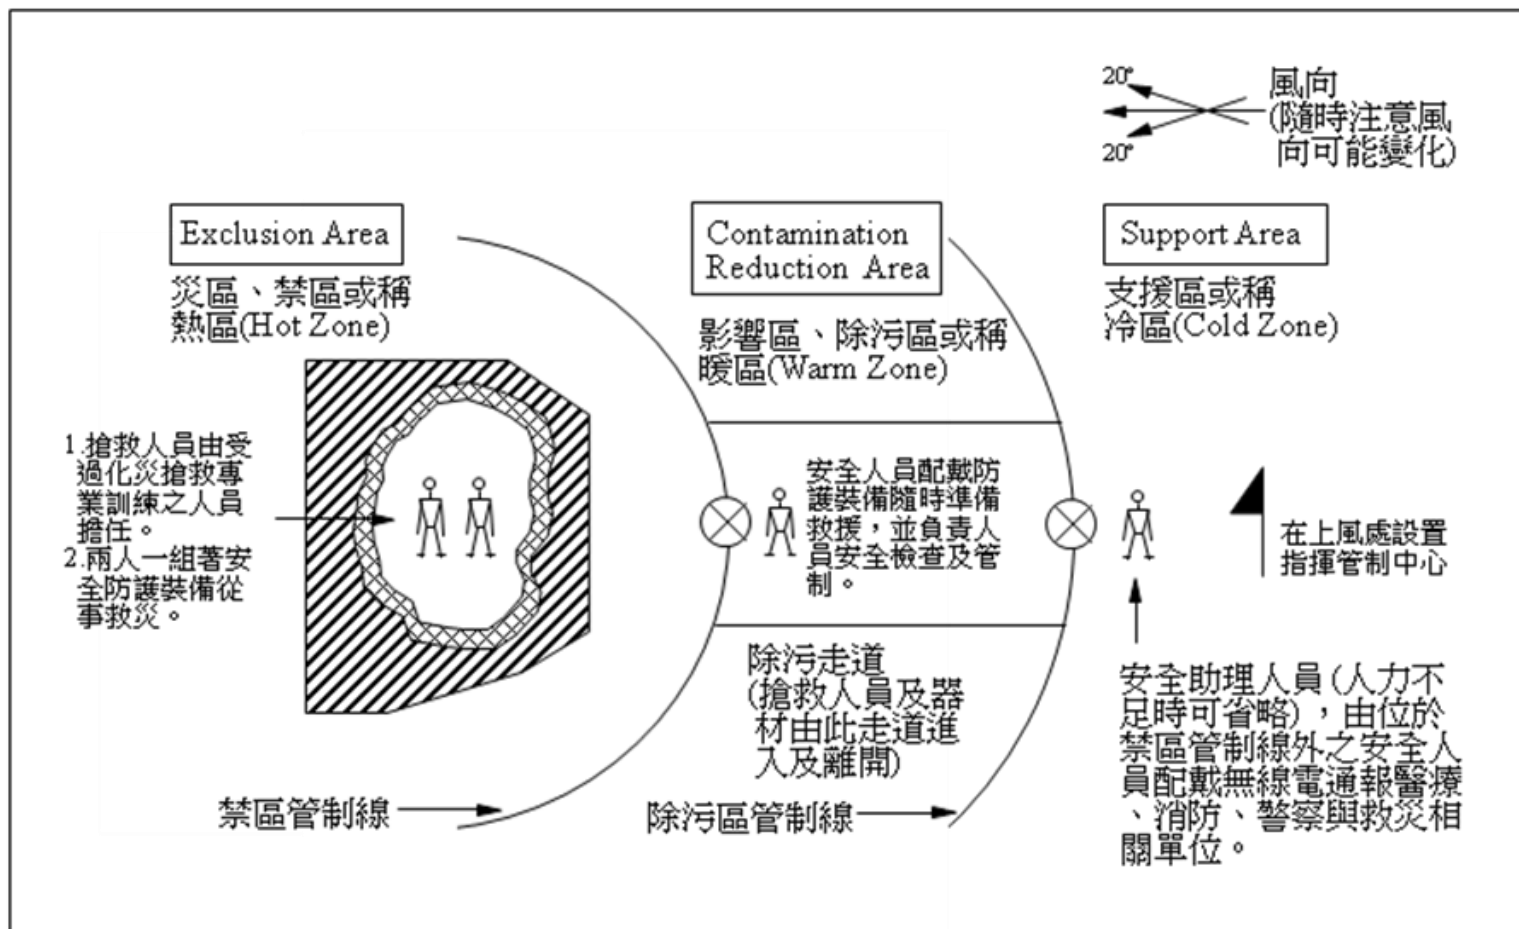 20°
風向
(隨時注意風
向可能變化)
20°
Exclusion Area
災區、禁區或稱
熱區(Hot Zone)
Contamination
Reduction Area
影響區、除污區或稱
暖區(Warm Zone)
Support Area
支援區或稱
冷區(Cold Zone)
1.搶救人員由受
過化災搶救專
業訓練之人員
擔任。
2.兩人一組著安
全防護裝備從
事救災。
安全人員配戴防
護裝備隨時準備
救援，並負責人
員安全檢查及管
制。
在上風處設置
指揮管制中心
除污走道
(搶救人員及器
材由此走道進
入及離開)
安全助理人員(人力不
足時可省略)，由位於
禁區管制線外之安全人
員配戴無線電通報醫療
、消防、警察與救災相
關單位。
禁區管制線
除污區管制線